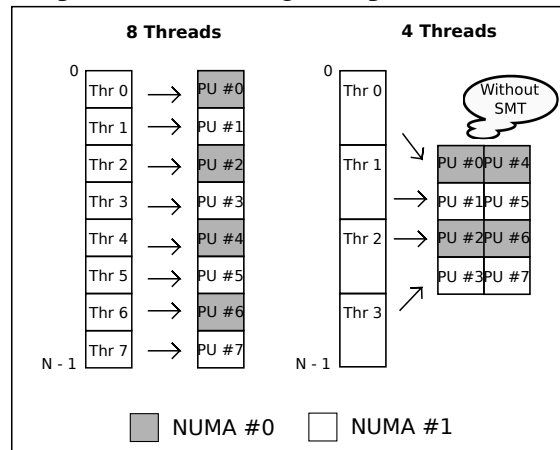 8 Threads
0
Thr 0
Thr 1
Thr 2
Thr 3
Thr 4
Thr 5
Thr 6
Thr 7
N - 1
PU #0
PU #1
PU #2
PU #3
PU #4
PU #5
PU #6
PU #7
4 Threads
0
Thr 0
Thr 1
Thr 2
Thr 3
N - 1
Without
SMT
PU #0 PU #4
PU #1 PU #5
PU #2 PU #6
PU #3 PU #7
NUMA #0
NUMA #1